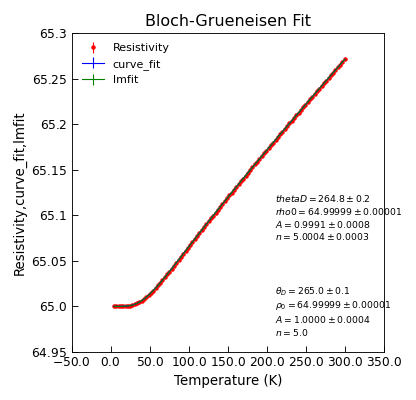 Bloch-Grueneisen Fit
65.3
65.25
65.2
65.15
65.1
65.05
65.0
64.95
Resistivity,curve_fit,lmfit
Resistivity
curve_fit
lmfit
thetaD = 264.8 ± 0.2
rho0 = 64.99999 ± 0.00001
A = 0.9991 ± 0.0008
n = 5.0004 ± 0.0003
θ_D = 265.0 ± 0.1
ρ_0 = 64.99999 ± 0.00001
A = 1.0000 ± 0.0004
n = 5.0
−50.0 0.0 50.0 100.0 150.0 200.0 250.0 300.0 350.0
Temperature (K)